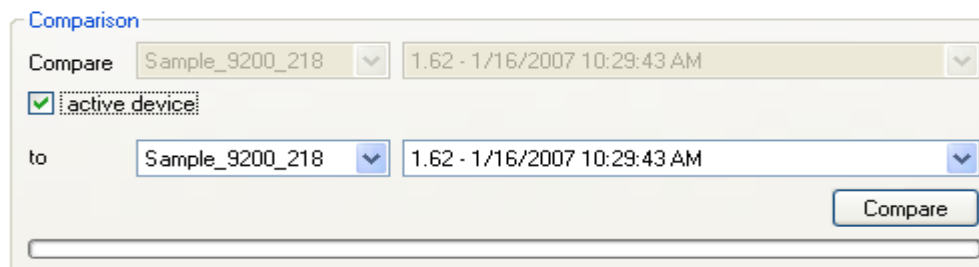 Comparison
Compare Sample_9200_218 1.62 - 1/16/2007 10:29:43 AM
active device
to Sample_9200_218 1.62 - 1/16/2007 10:29:43 AM
Compare